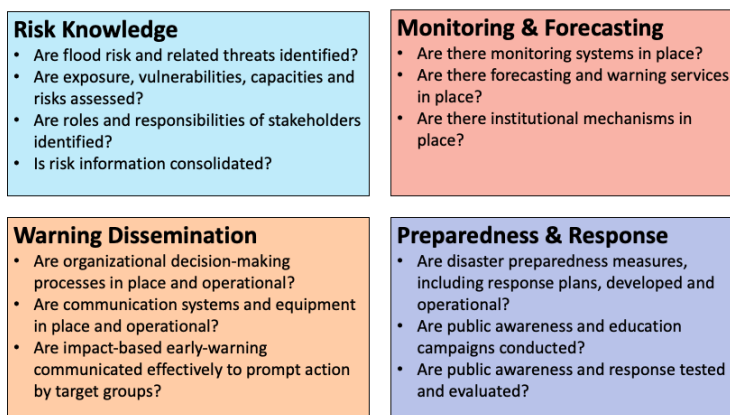 Risk Knowledge
• Are flood risk and related threats identified?
• Are exposure, vulnerabilities, capacities and
risks assessed?
• Are roles and responsibilities of stakeholders
identified?
• Is risk information consolidated?
Monitoring & Forecasting
• Are there monitoring systems in place?
• Are there forecasting and warning services
in place?
• Are there institutional mechanisms in
place?
Warning Dissemination
• Are organizational decision-making
processes in place and operational?
• Are communication systems and equipment
in place and operational?
• Are impact-based early-warning
communicated effectively to prompt action
by target groups?
Preparedness & Response
• Are disaster preparedness measures,
including response plans, developed and
operational?
• Are public awareness and education
campaigns conducted?
• Are public awareness and response tested
and evaluated?